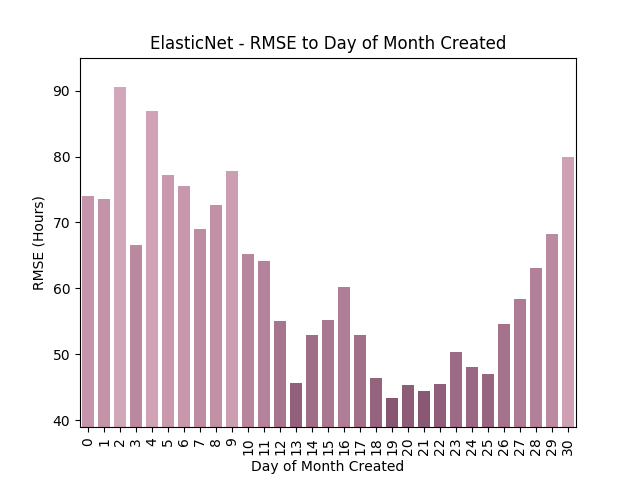 ElasticNet - RMSE to Day of Month Created
90
80
70
60
50
40
RMSE (Hours)
0 1 2 3 4 5 6 7 8 9 10 11 12 13 14 15 16 17 18 19 20 21 22 23 24 25 26 27 28 29 30
Day of Month Created